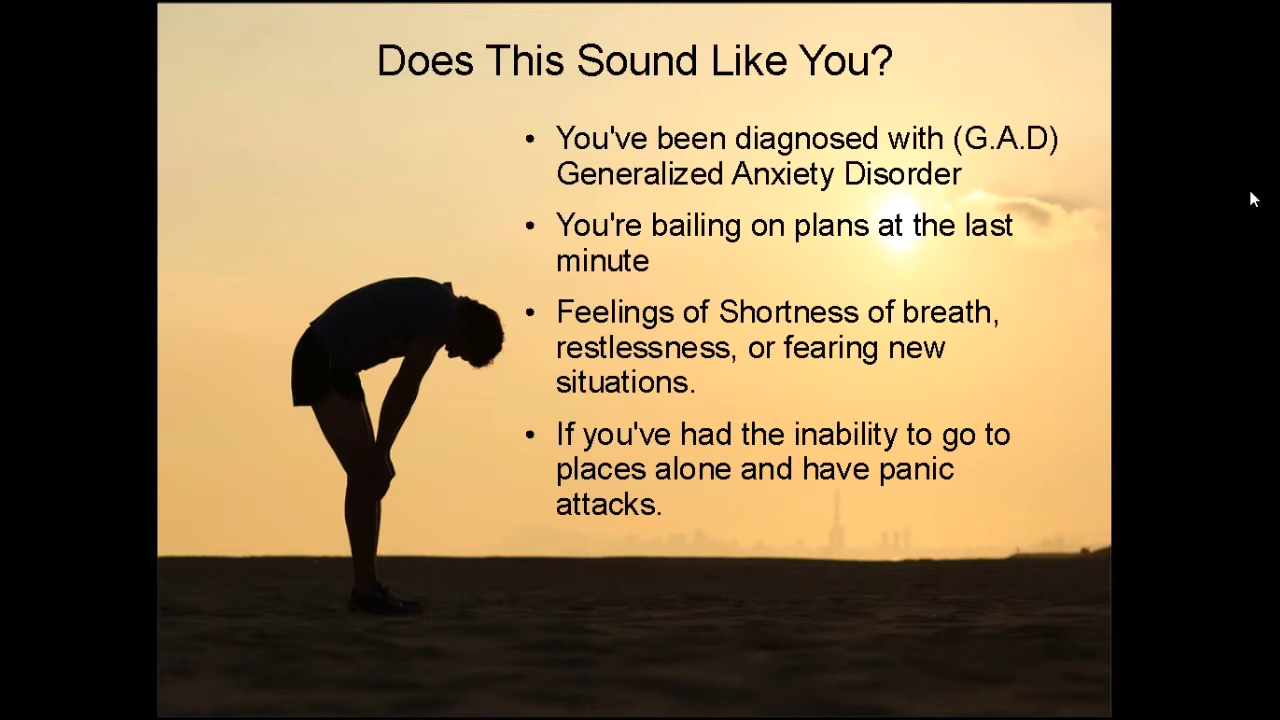 Does This Sound Like You?
• You've been diagnosed with (G.A.D)
Generalized Anxiety Disorder
• You're bailing on plans at the last
minute
• Feelings of Shortness of breath,
restlessness, or fearing new
situations.
• If you've had the inability to go to
places alone and have panic
attacks.